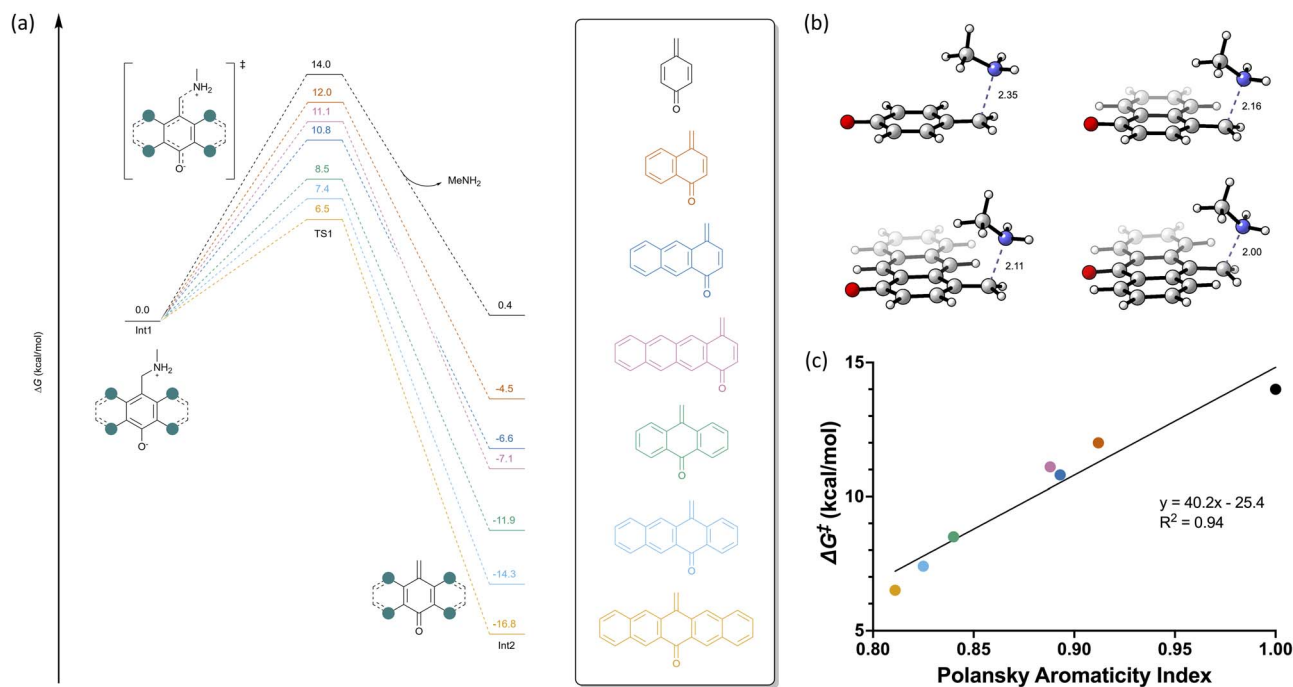 (a)
ΔG (kcal/mol)
‡
NH2
+
O-
14.0
12.0
11.1
10.8
8.5
7.4
6.5
TS1
MeNH2
0.0
Int1
NH2
+
O-
0.4
-4.5
-6.6
-7.1
-11.9
-14.3
-16.8
Int2
O
O
O
O
O
O
O
O
(b)
2.35
2.16
2.11
2.00
(c)
ΔG‡ (kcal/mol)
15
10
5
y = 40.2x - 25.4
R2 = 0.94
0.80
0.85
0.90
0.95
1.00
Polansky Aromaticity Index